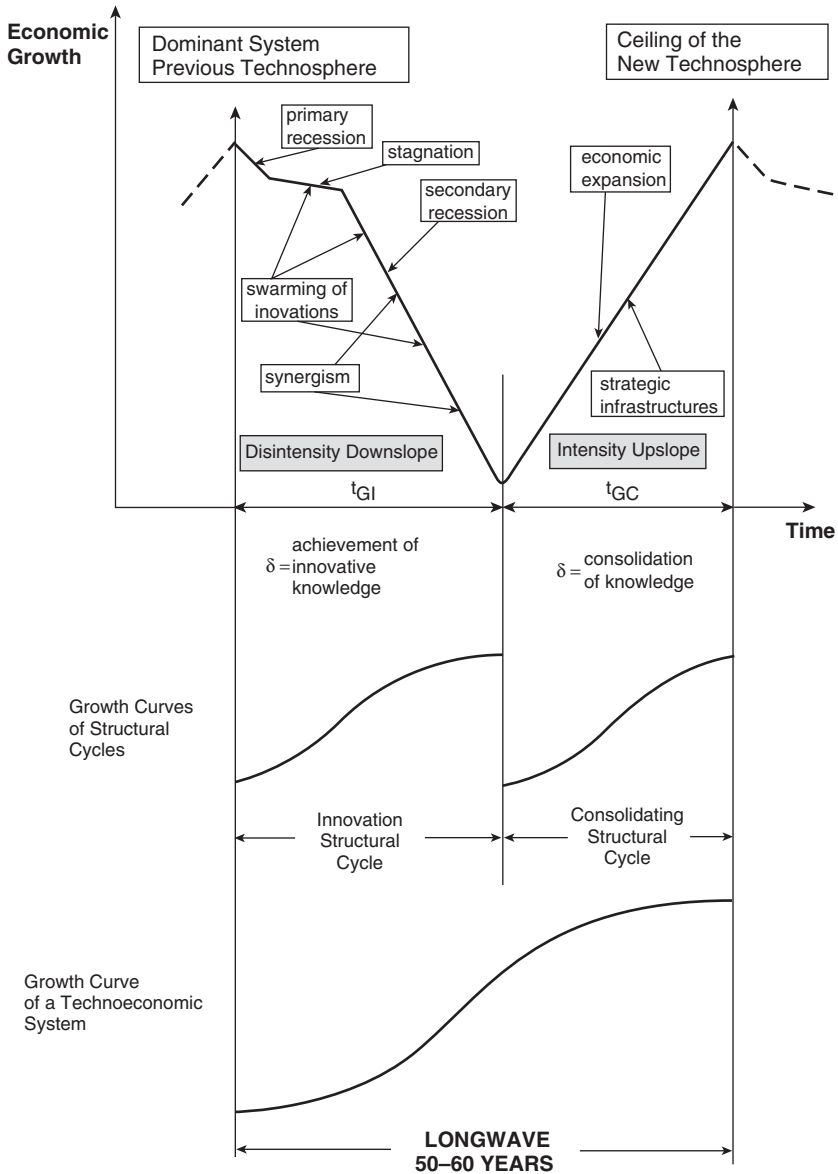 Economic
Growth
Dominant System
Previous Technosphere
Ceiling of the
New Technosphere
primary
recession
stagnation
secondary
recession
economic
expansion
swarming of
inovations
synergism
strategic
infrastructures
Disintensity Downslope
Intensity Upslope
tGI
tGC
Time
δ = achievement of
innovative
knowledge
δ = consolidation
of knowledge
Growth Curves
of Structural
Cycles
Innovation
Structural
Cycle
Consolidating
Structural
Cycle
Growth Curve
of a Technoeconomic
System
LONGWAVE
50–60 YEARS